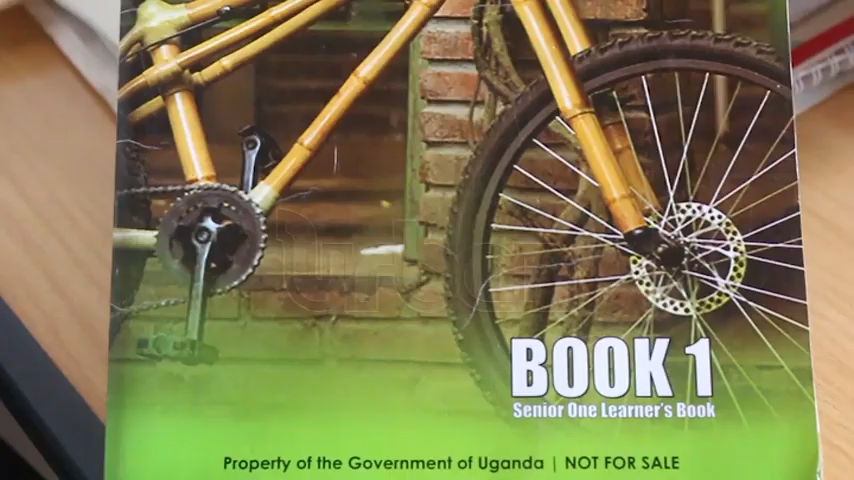 BOOK 1
Senior One Learner's Book
Property of the Government of Uganda | NOT FOR SALE